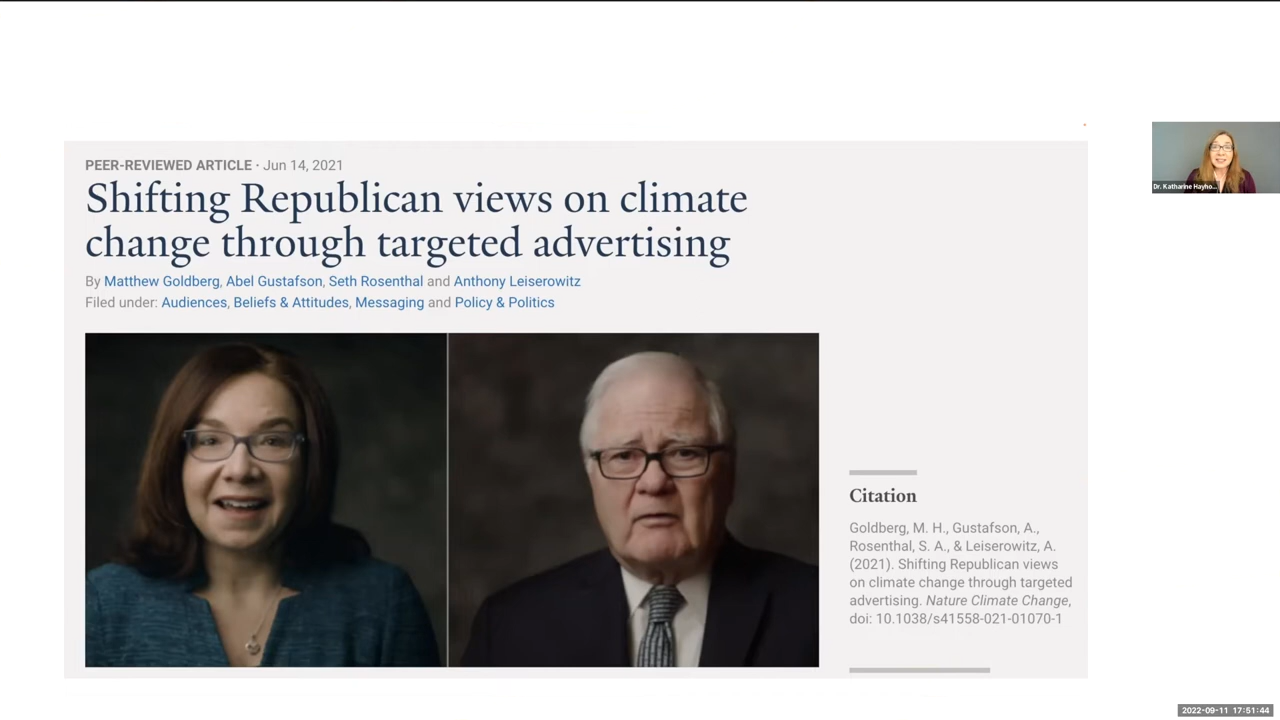 PEER-REVIEWED ARTICLE · Jun 14, 2021
Shifting Republican views on climate
change through targeted advertising
By Matthew Goldberg, Abel Gustafson, Seth Rosenthal and Anthony Leiserowitz
Filed under: Audiences, Beliefs & Attitudes, Messaging and Policy & Politics
Dr. Katharine Hayho...
Citation
Goldberg, M. H., Gustafson, A.,
Rosenthal, S. A., & Leiserowitz, A.
(2021). Shifting Republican views
on climate change through targeted
advertising. Nature Climate Change,
doi: 10.1038/s41558-021-01070-1
2022-09-11 17:51:44